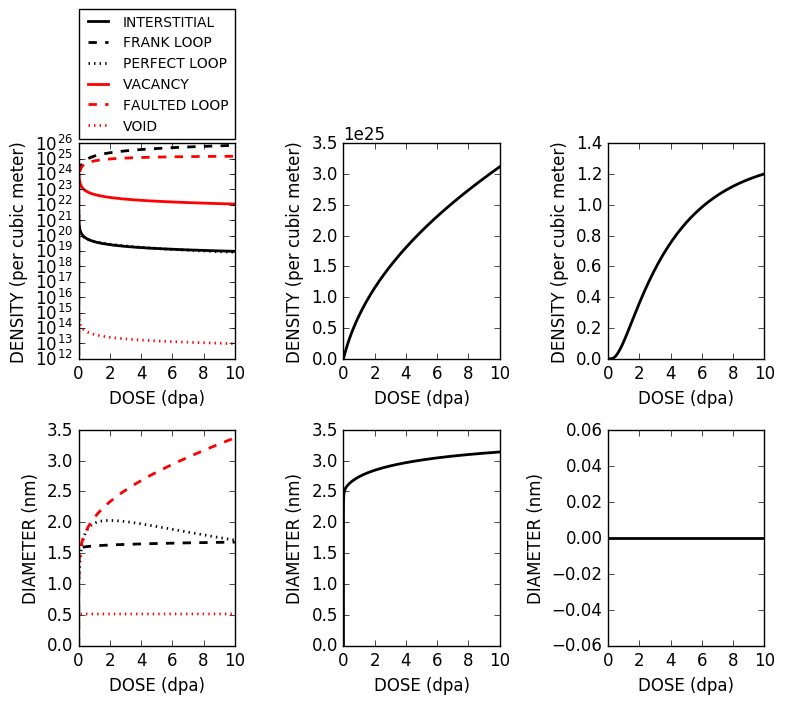 INTERSTITIAL
FRANK LOOP
PERFECT LOOP
VACANCY
FAULTED LOOP
VOID
DENSITY (per cubic meter)
10^26
10^25
10^24
10^23
10^22
10^21
10^20
10^19
10^18
10^17
10^16
10^15
10^14
10^13
10^12
0 2 4 6 8 10
DOSE (dpa)
1e25
DENSITY (per cubic meter)
3.5
3.0
2.5
2.0
1.5
1.0
0.5
0.0
0 2 4 6 8 10
DOSE (dpa)
DENSITY (per cubic meter)
1.4
1.2
1.0
0.8
0.6
0.4
0.2
0.0
0 2 4 6 8 10
DOSE (dpa)
DIAMETER (nm)
3.5
3.0
2.5
2.0
1.5
1.0
0.5
0.0
0 2 4 6 8 10
DOSE (dpa)
DIAMETER (nm)
3.5
3.0
2.5
2.0
1.5
1.0
0.5
0.0
0 2 4 6 8 10
DOSE (dpa)
DIAMETER (nm)
0.06
0.04
0.02
0.00
−0.02
−0.04
−0.06
0 2 4 6 8 10
DOSE (dpa)